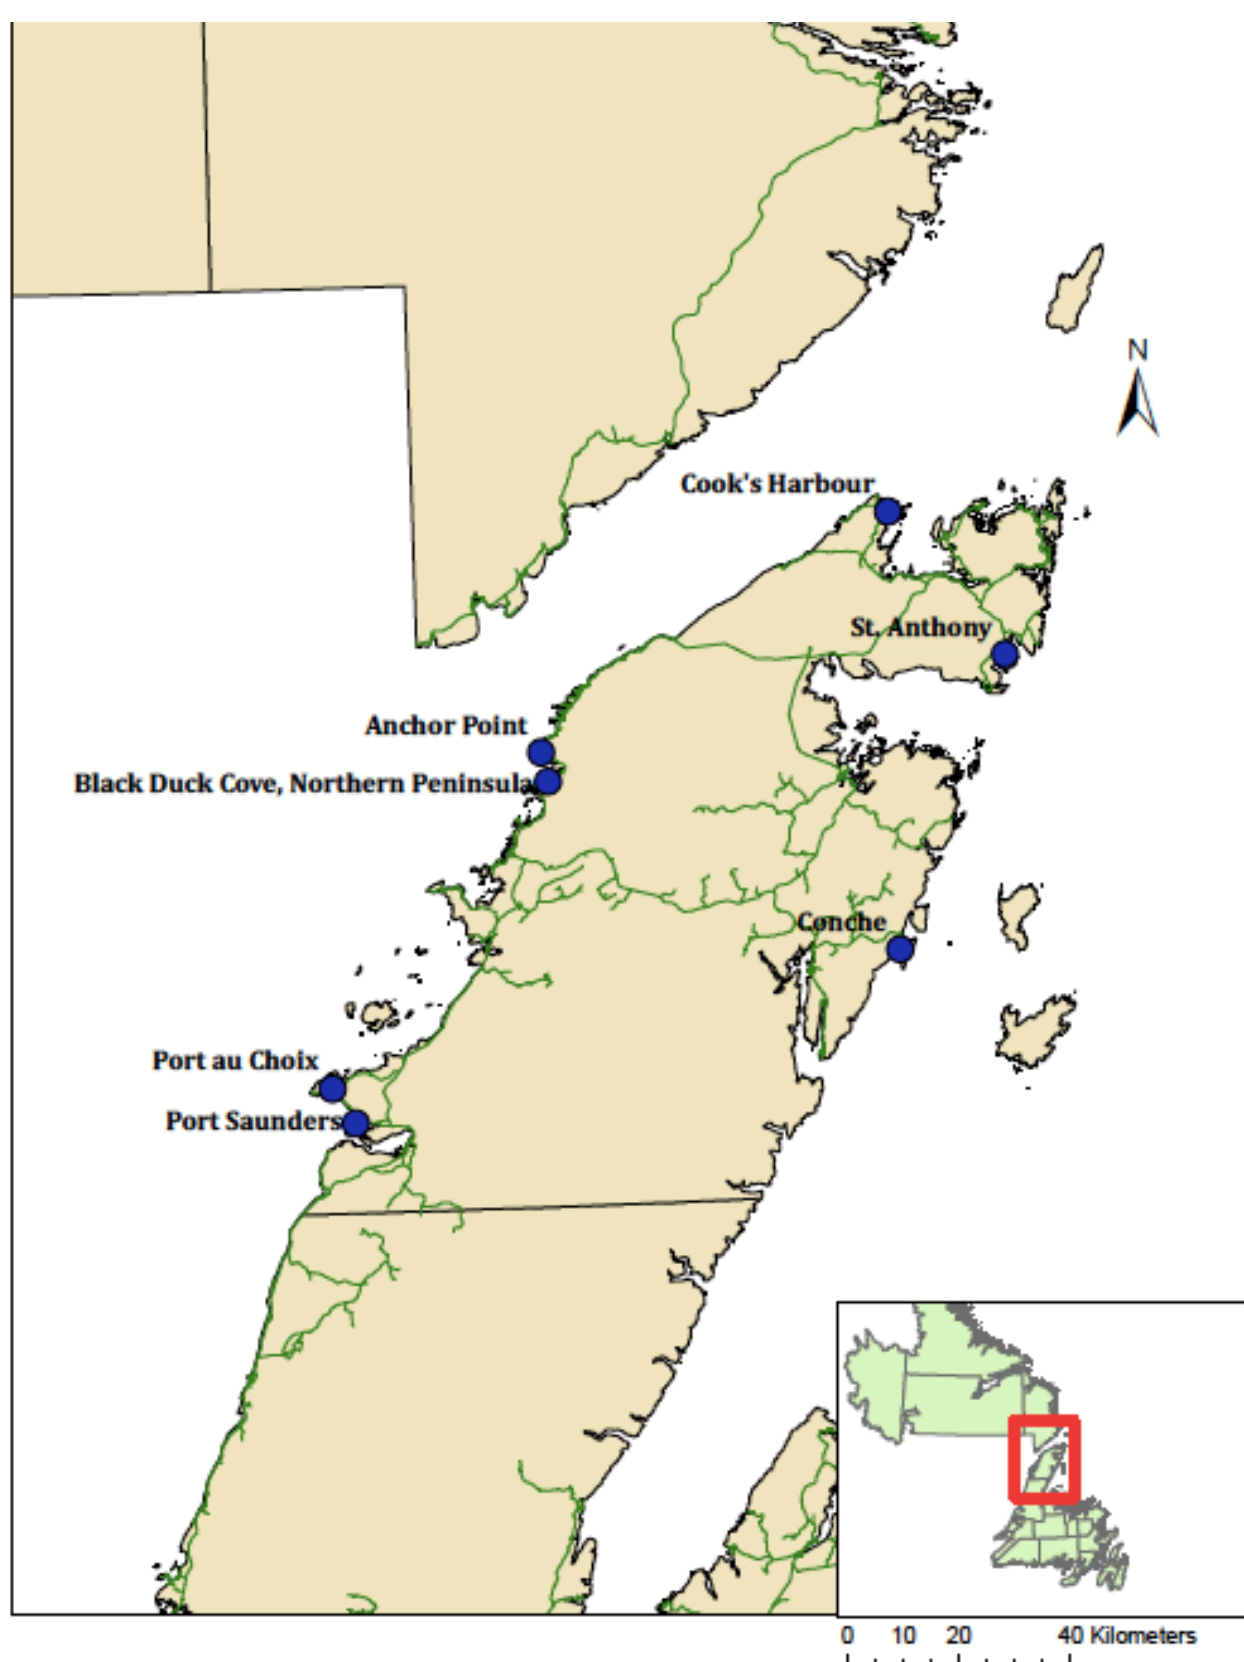 N
Cook's Harbour
St. Anthony
Anchor Point
Black Duck Cove, Northern Peninsula
Conche
Port au Choix
Port Saunders
0 10 20 40 Kilometers